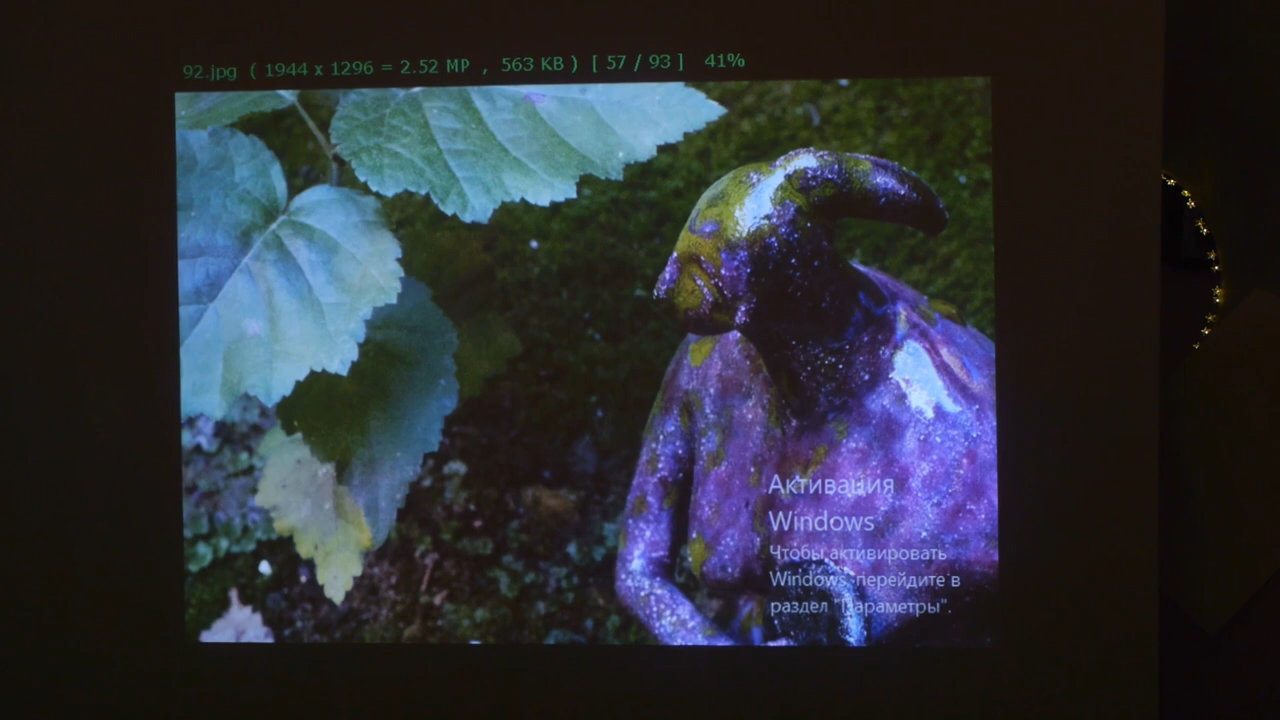 92.jpg ( 1944 x 1296 = 2.52 MP , 563 KB ) [ 57 / 93 ] 41%
Активация
Windows
Чтобы активировать
Windows, перейдите в
раздел "Параметры".